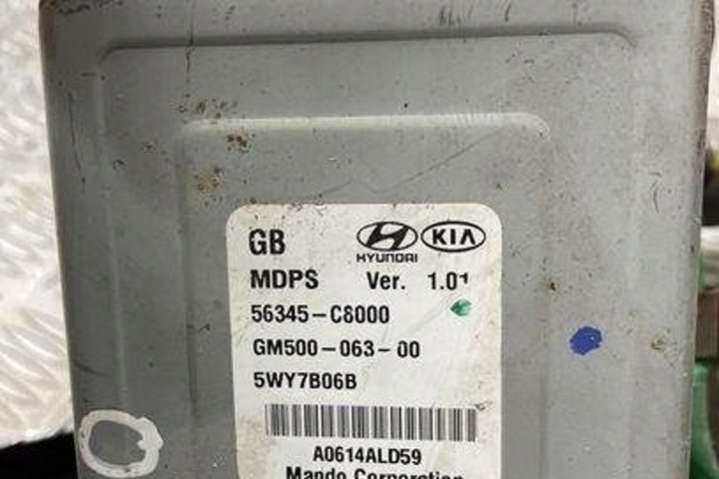 GB HYUNDAI KIA
MDPS Ver. 1.01
56345-C8000
GM500-063-00
5WY7B06B
A0614ALD59
Mando Corporation